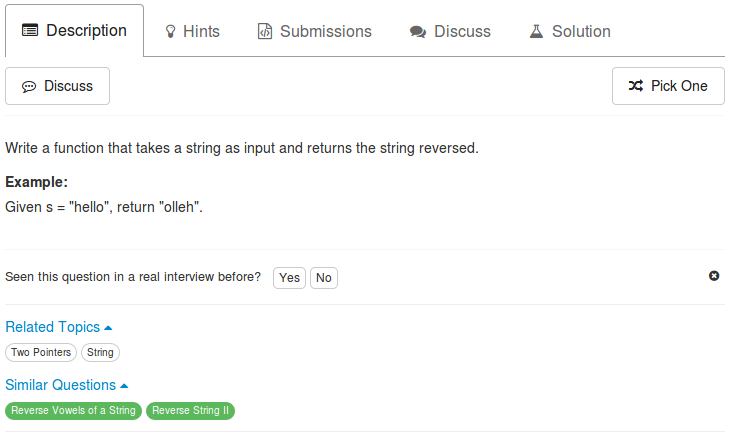 Description Hints Submissions Discuss Solution
Discuss Pick One
Write a function that takes a string as input and returns the string reversed.
Example:
Given s = "hello", return "olleh".
Seen this question in a real interview before? Yes No
Related Topics
Two Pointers String
Similar Questions
Reverse Vowels of a String Reverse String II